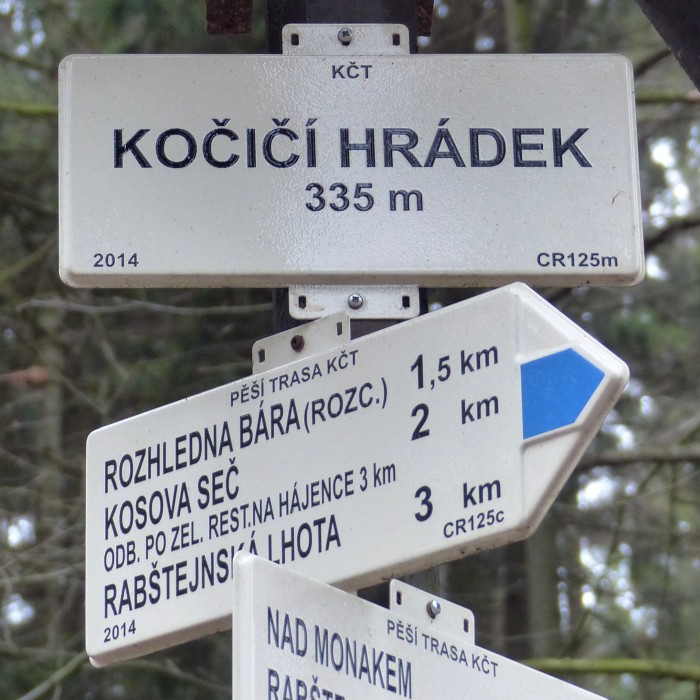 KČT
KOČIČÍ HRÁDEK
335 m
2014 CR125m
PĚŠÍ TRASA KČT
ROZHLEDNA BÁRA (ROZC.) 1,5 km
KOSOVA SEČ 2 km
ODB. PO ZEL. REST.NA HÁJENCE 3 km
RABŠTEJNSKÁ LHOTA 3 km
2014 CR125c
PĚŠÍ TRASA KČT
NAD MONAKEM